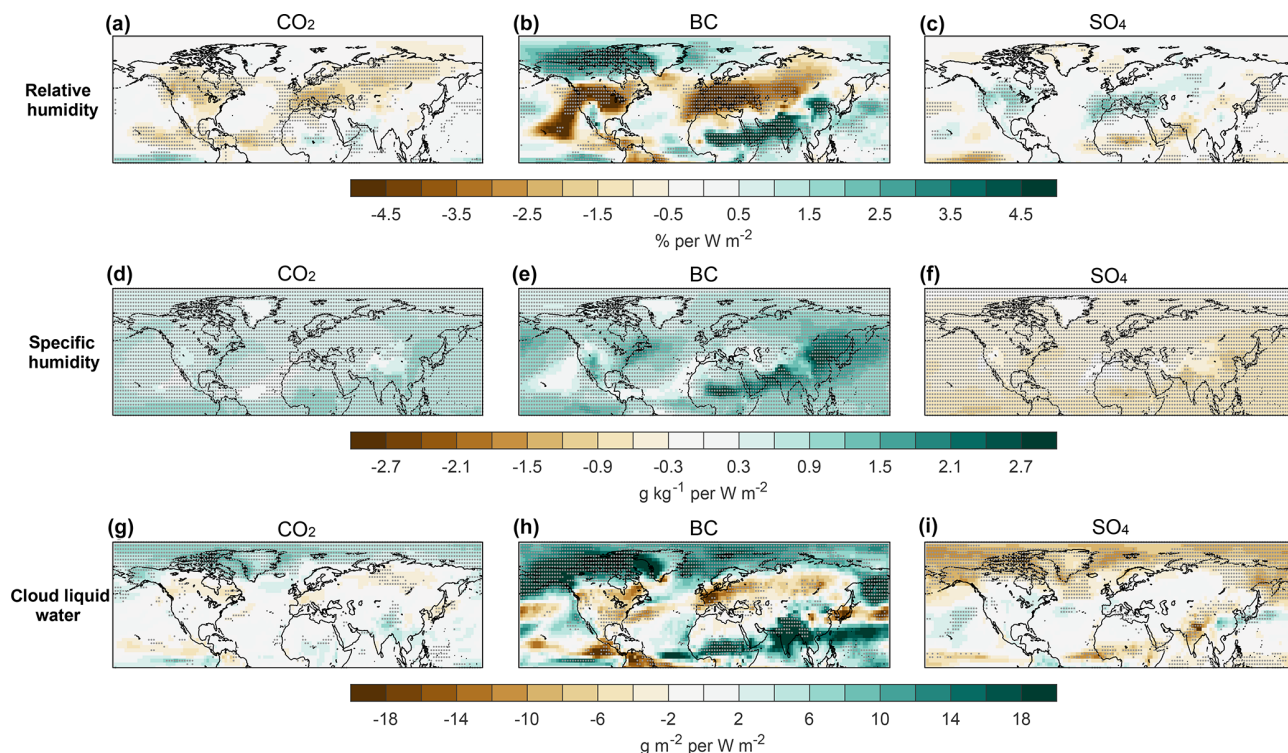 (a) CO₂ (b) BC (c) SO₄
Relative
humidity
-4.5 -3.5 -2.5 -1.5 -0.5 0.5 1.5 2.5 3.5 4.5
% per W m⁻²
(d) CO₂ (e) BC (f) SO₄
Specific
humidity
-2.7 -2.1 -1.5 -0.9 -0.3 0.3 0.9 1.5 2.1 2.7
g kg⁻¹ per W m⁻²
(g) CO₂ (h) BC (i) SO₄
Cloud liquid
water
-18 -14 -10 -6 -2 2 6 10 14 18
g m⁻² per W m⁻²